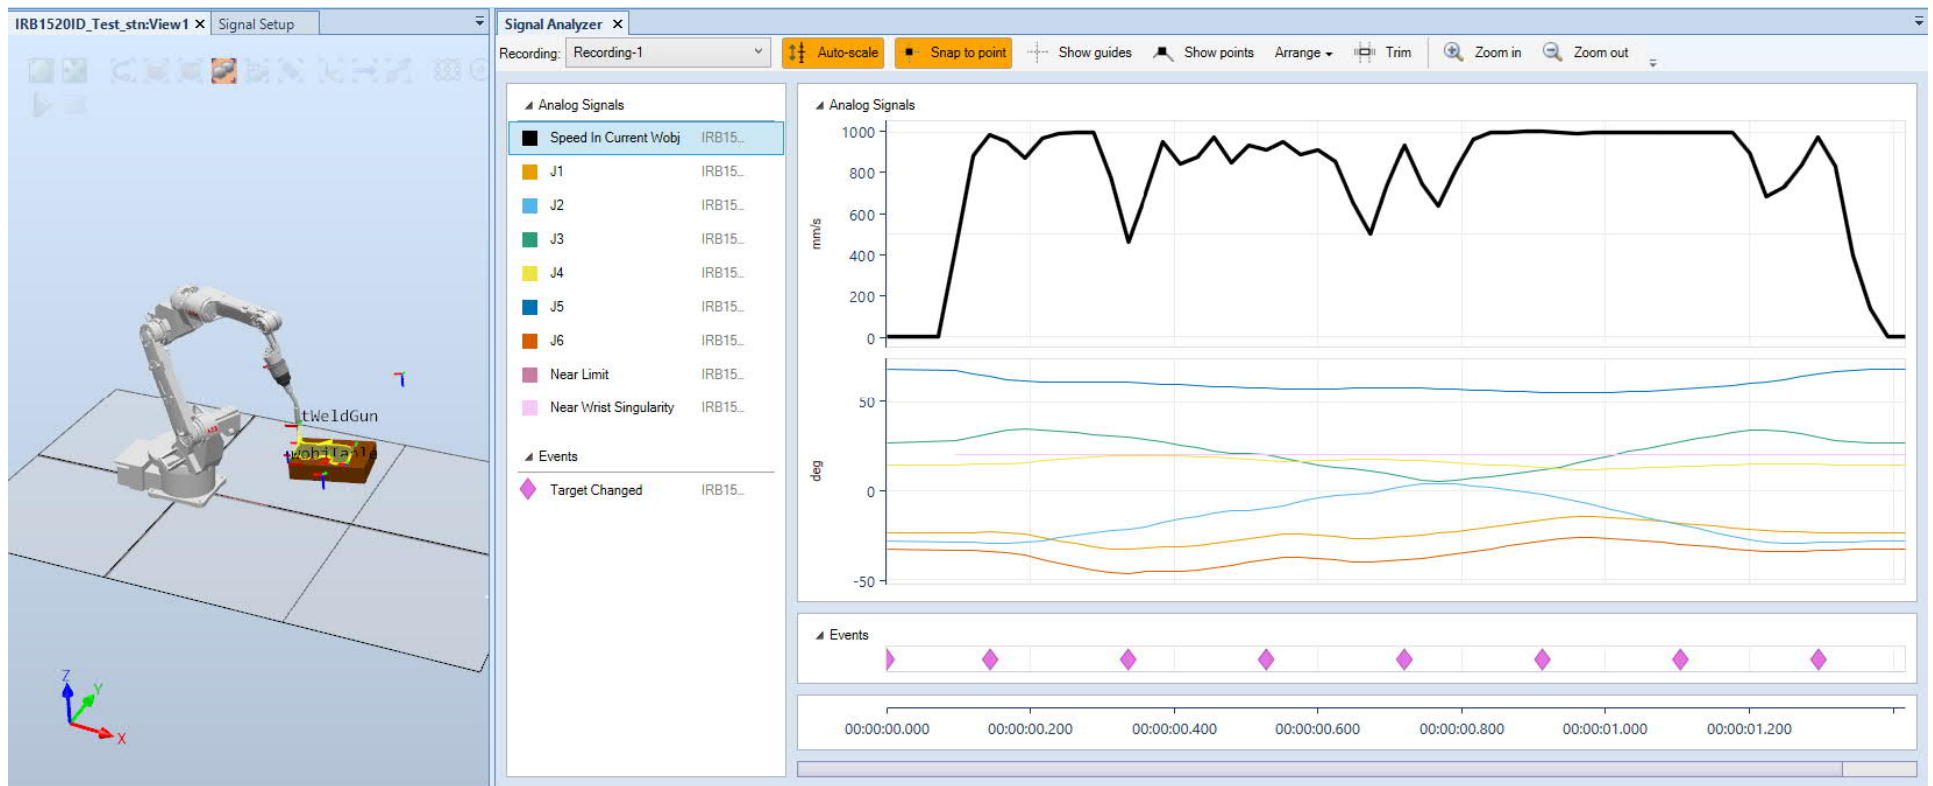 IRB1520ID_Test_stn:View1 ×
Signal Setup
tWeldGun
Z
Y
X
Signal Analyzer ×
Recording: Recording-1
Auto-scale
Snap to point
Show guides
Show points
Arrange
Trim
Zoom in
Zoom out
Analog Signals
Speed In Current Wobj IRB15...
J1 IRB15...
J2 IRB15...
J3 IRB15...
J4 IRB15...
J5 IRB15...
J6 IRB15...
Near Limit IRB15...
Near Wrist Singularity IRB15...
Events
Target Changed IRB15...
Analog Signals
1000
800
600
400
200
0
mm/s
50
0
-50
deg
Events
00:00:00.000
00:00:00.200
00:00:00.400
00:00:00.600
00:00:00.800
00:00:01.000
00:00:01.200